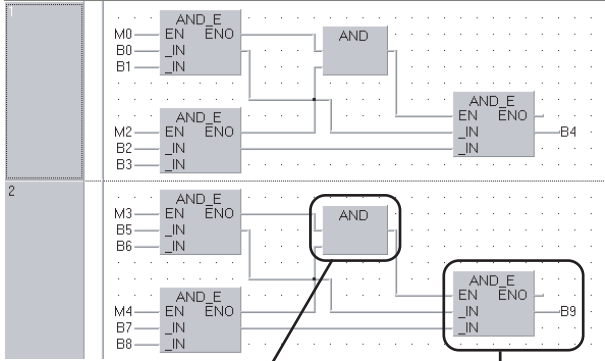 1
AND_E
M0 EN ENO
B0 _IN
B1 _IN
AND
AND_E
M2 EN ENO
B2 _IN
B3 _IN
AND_E
EN ENO
_IN B4
_IN
2
AND_E
M3 EN ENO
B5 _IN
B6 _IN
AND
AND_E
M4 EN ENO
B7 _IN
B8 _IN
AND_E
EN ENO
_IN B9
_IN